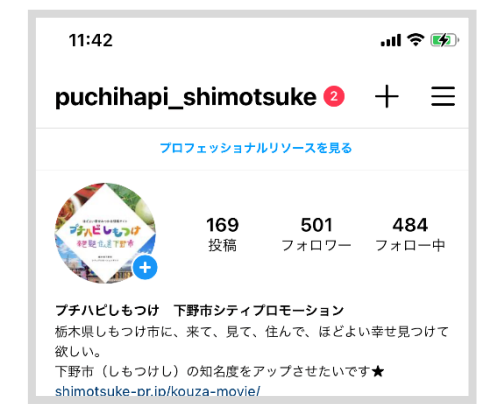 11:42
puchihapi_shimotsuke 2
プロフェッショナルリソースを見る
プチハピしもつけ
169 501 484
投稿 フォロワー フォロー中
プチハピしもつけ 下野市シティプロモーション
栃木県しもつけ市に、来て、見て、住んで、ほどよい幸せ見つけて
欲しい。
下野市（しもつけし）の知名度をアップさせたいです★
shimotsuke-pr.jp/kouza-movie/